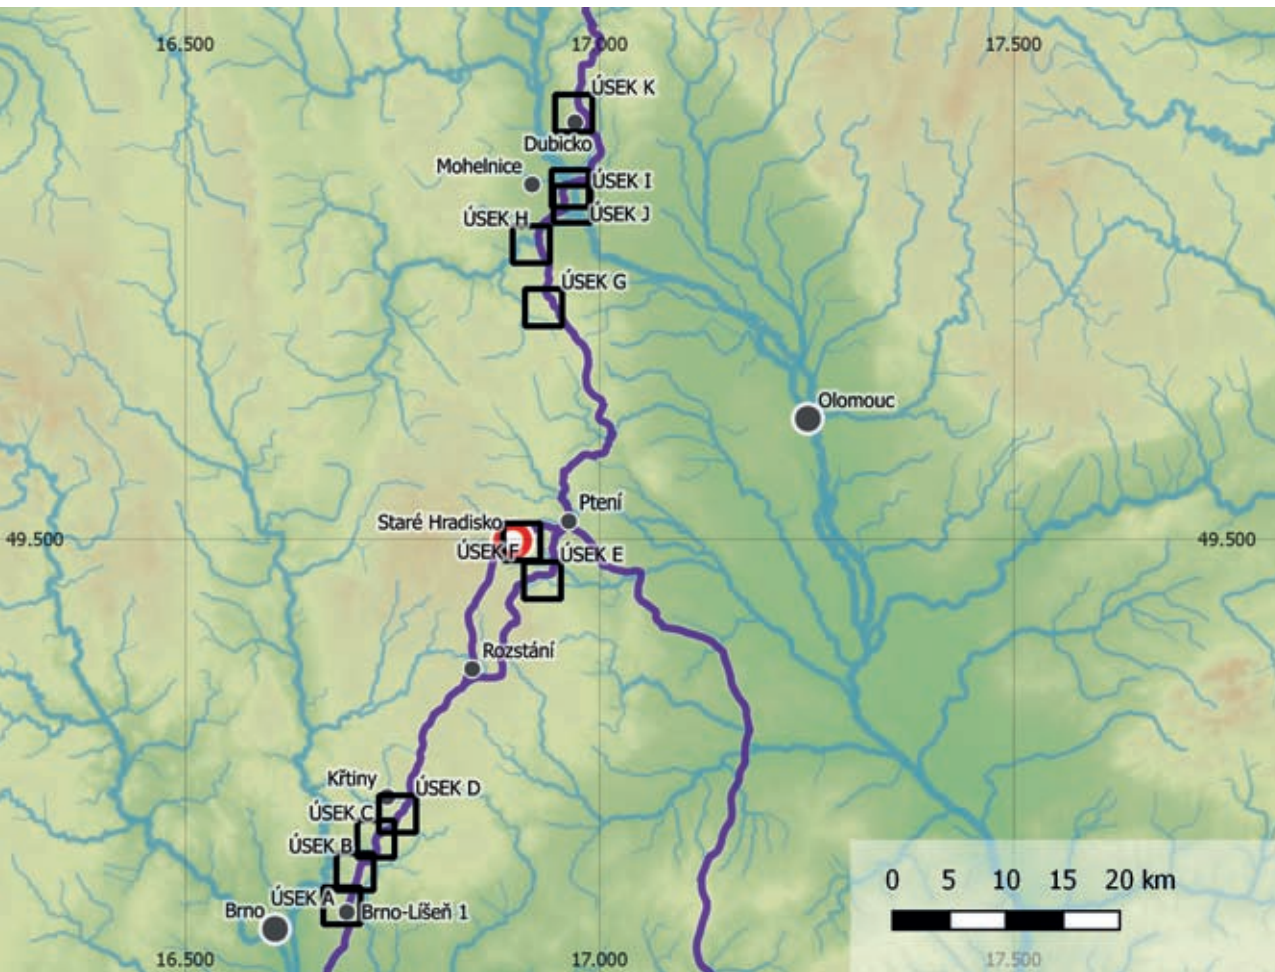 16.500 17.000 17.500
ÚSEK K
Dubicko
Mohelnice
ÚSEK I
ÚSEK J
ÚSEK H
ÚSEK G
Olomouc
Ptení
Staré Hradisko
49.500 49.500
ÚSEK F
ÚSEK E
Rozstání
Křtiny
ÚSEK D
ÚSEK C
ÚSEK B
ÚSEK A
Brno
Brno-Líšeň 1
0 5 10 15 20 km
16.500 17.000 17.500